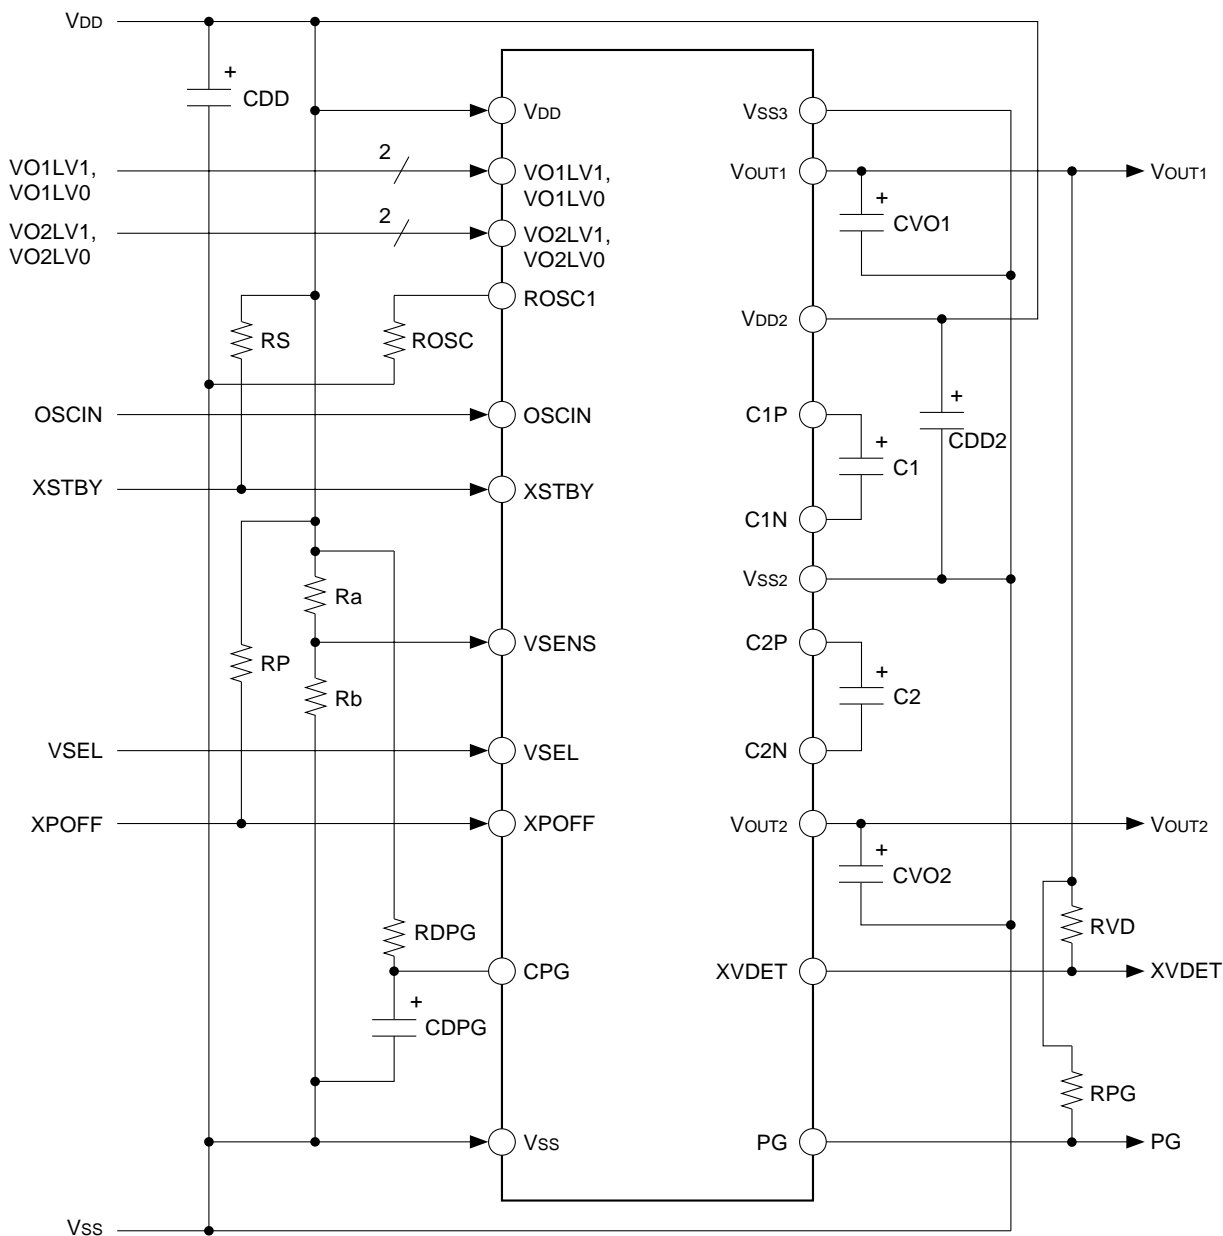 VDD
+
CDD
VDD
VSS3
2
VO1LV1,
VO1LV0
VO1LV1,
VO1LV0
VOUT1
VOUT1
+
CVO1
2
VO2LV1,
VO2LV0
VO2LV1,
VO2LV0
ROSC1
VDD2
RS
ROSC
+
CDD2
OSCIN
OSCIN
C1P
+
C1
XSTBY
XSTBY
C1N
VSS2
Ra
RP
VSENS
C2P
+
C2
Rb
VSEL
VSEL
C2N
XPOFF
XPOFF
VOUT2
VOUT2
+
CVO2
RDPG
RVD
CPG
XVDET
XVDET
+
CDPG
RPG
VSS
PG
PG
VSS